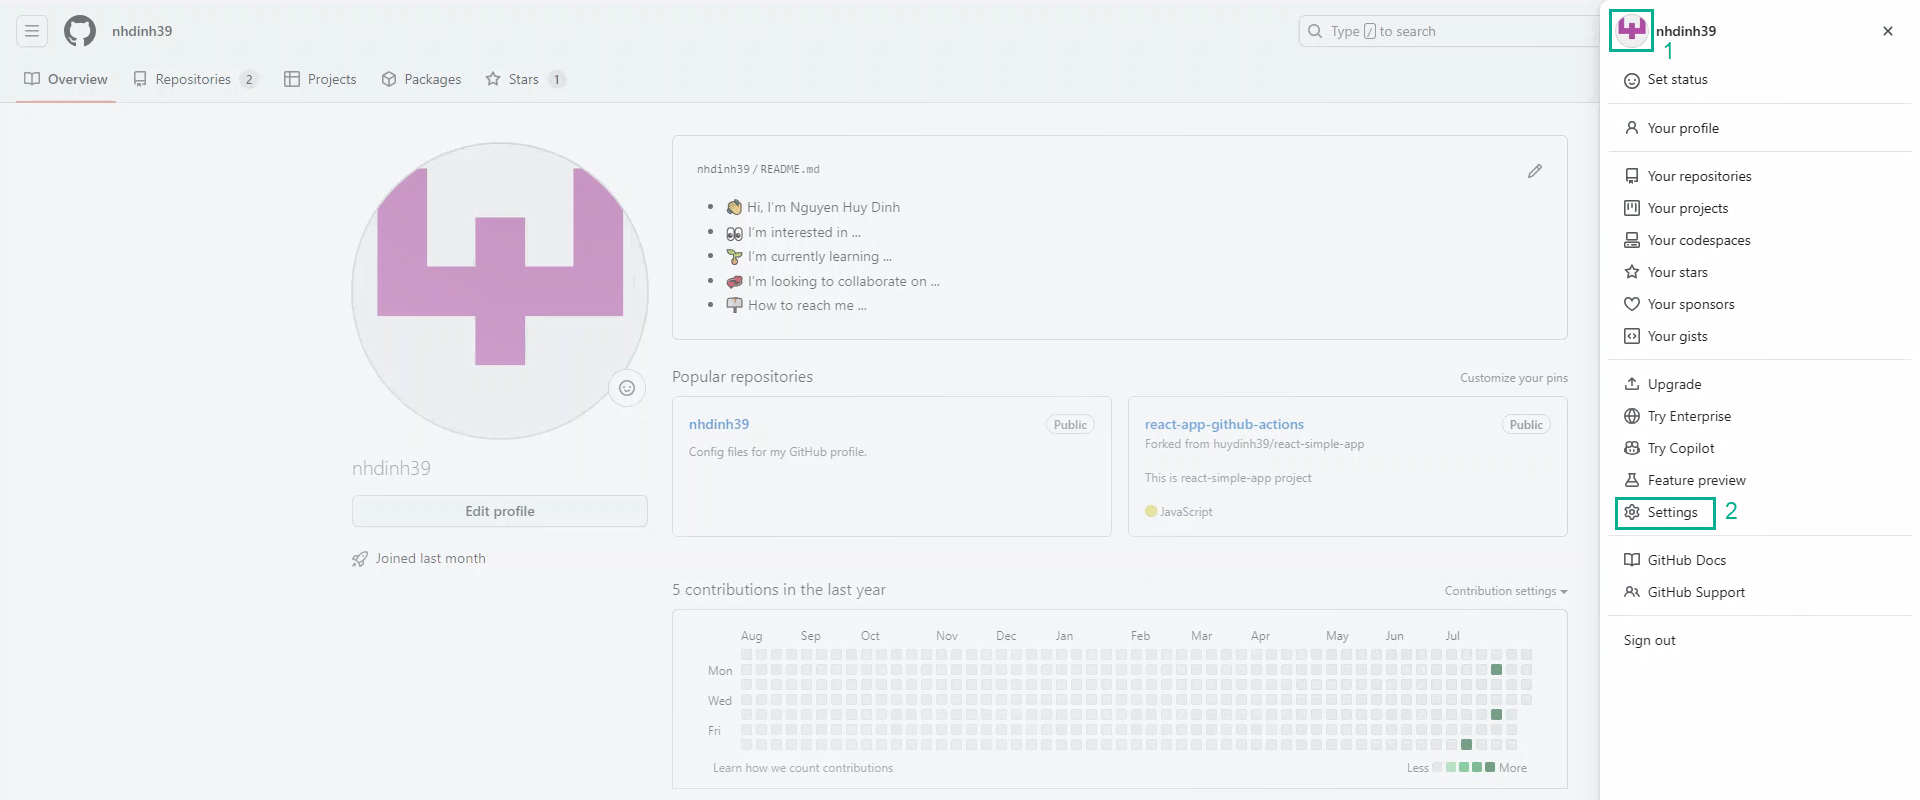 nhdinh39
Type / to search
Overview
Repositories 2
Projects
Packages
Stars 1
nhdinh39
Edit profile
Joined last month
nhdinh39 / README.md
👋 Hi, I'm Nguyen Huy Dinh
👀 I'm interested in ...
🌱 I'm currently learning ...
💞️ I'm looking to collaborate on ...
📫 How to reach me ...
Popular repositories
Customize your pins
nhdinh39 Public
Config files for my GitHub profile.
react-app-github-actions Public
Forked from huydinh39/react-simple-app
This is react-simple-app project
JavaScript
5 contributions in the last year
Contribution settings
Aug Sep Oct Nov Dec Jan Feb Mar Apr May Jun Jul
Mon
Wed
Fri
Learn how we count contributions
Less More
nhdinh39
1
Set status
Your profile
Your repositories
Your projects
Your codespaces
Your stars
Your sponsors
Your gists
Upgrade
Try Enterprise
Try Copilot
Feature preview
Settings 2
GitHub Docs
GitHub Support
Sign out